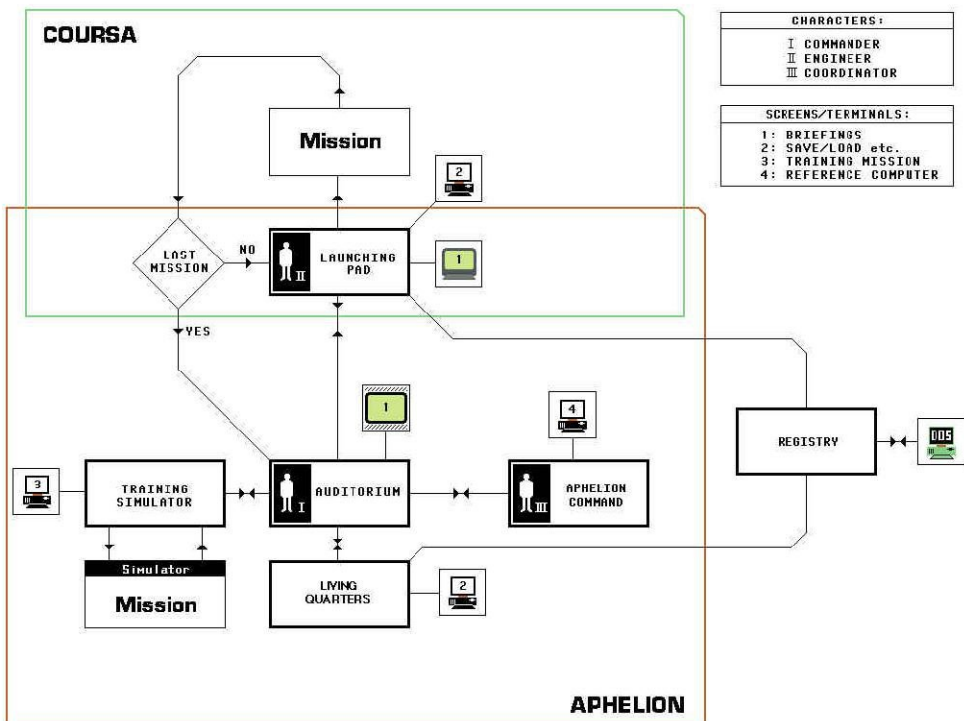 COURSA
CHARACTERS:
I COMMANDER
II ENGINEER
III COORDINATOR
SCREENS/TERMINALS:
1: BRIEFINGS
2: SAVE/LOAD etc.
3: TRAINING MISSION
4: REFERENCE COMPUTER
Mission
2
LAST
MISSION
NO
II
LAUNCHING
PAD
1
YES
1
4
REGISTRY
DOS
3
TRAINING
SIMULATOR
I
AUDITORIUM
III
APHELION
COMMAND
Simulator
Mission
LIVING
QUARTERS
2
APHELION